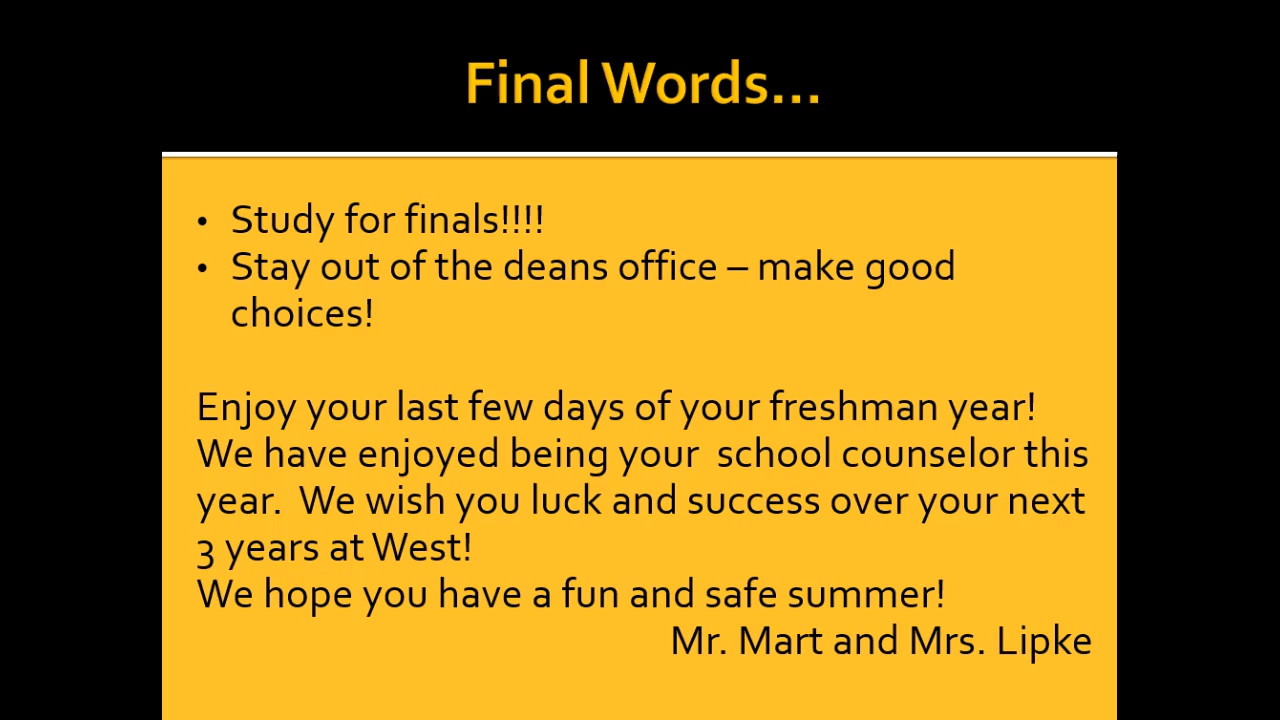 Final Words...
• Study for finals!!!!
• Stay out of the deans office – make good
choices!
Enjoy your last few days of your freshman year!
We have enjoyed being your  school counselor this
year.  We wish you luck and success over your next
3 years at West!
We hope you have a fun and safe summer!
Mr. Mart and Mrs. Lipke